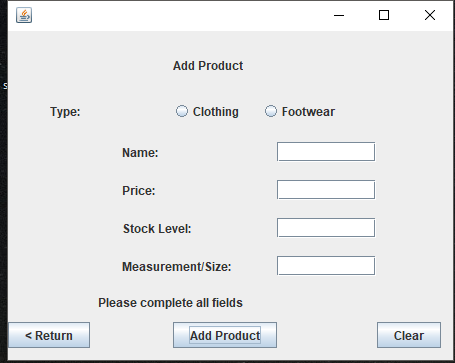 Add Product
Type: Clothing Footwear
Name:
Price:
Stock Level:
Measurement/Size:
Please complete all fields
< Return Add Product Clear